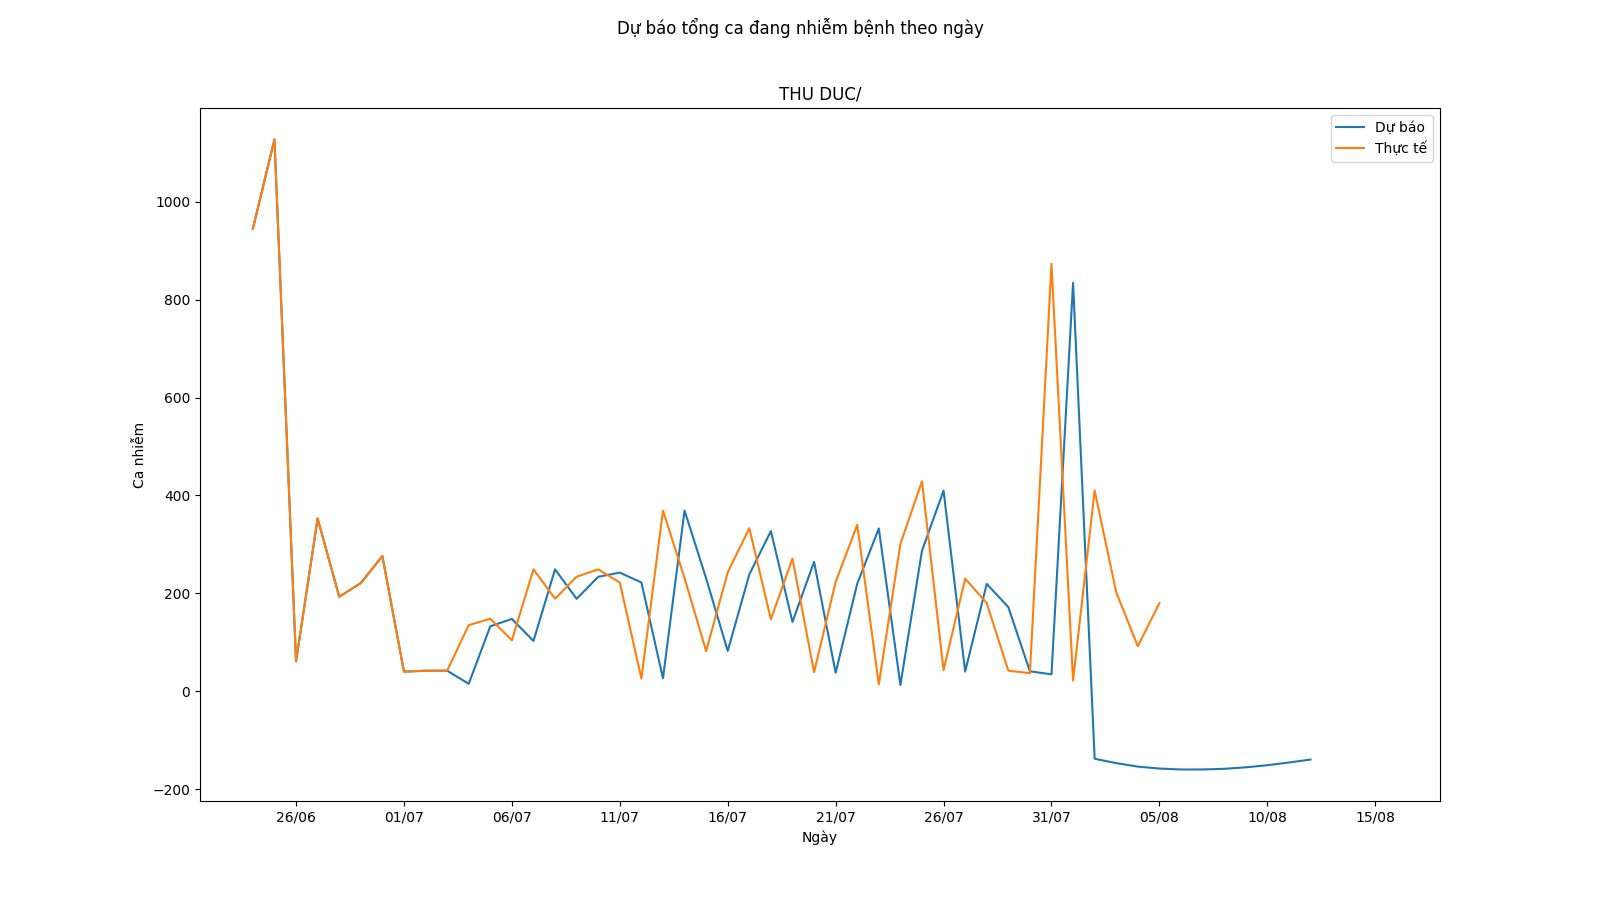 Dự báo tổng ca đang nhiễm bệnh theo ngày
THU DUC/
Dự báo
Thực tế
1000
800
600
400
200
0
−200
Ca nhiễm
26/06 01/07 06/07 11/07 16/07 21/07 26/07 31/07 05/08 10/08 15/08
Ngày